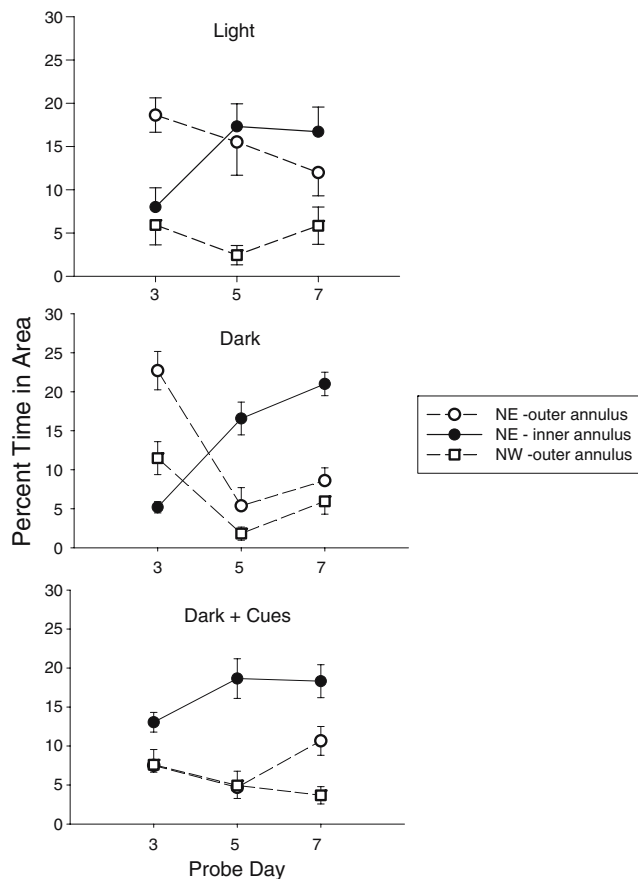 Light
30
25
20
15
10
5
0
3 5 7
Dark
30
25
20
15
10
5
0
3 5 7
Dark + Cues
30
25
20
15
10
5
0
3 5 7
Probe Day
Percent Time in Area
NE -outer annulus
NE - inner annulus
NW -outer annulus